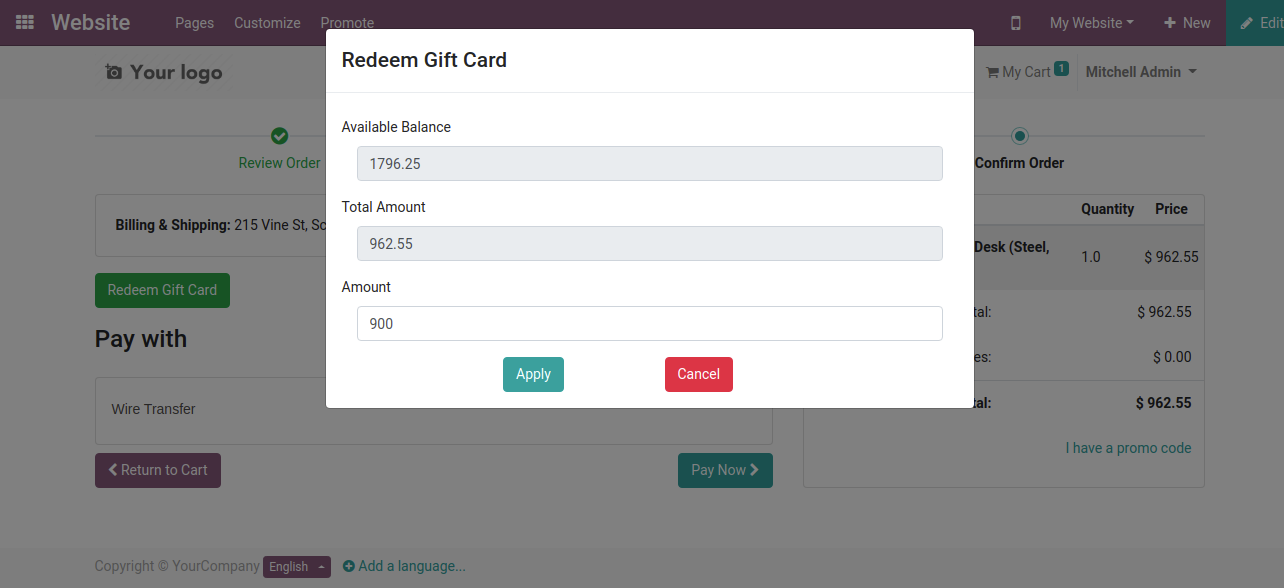 Website Pages Customize Promote My Website New Edit
Redeem Gift Card
Your logo My Cart 1 Mitchell Admin
Available Balance
1796.25
Review Order Confirm Order
Total Amount
Quantity Price
Billing & Shipping: 215 Vine St, Sc
962.55
Desk (Steel,
1.0 $ 962.55
Redeem Gift Card
Amount
tal: $ 962.55
900
Pay with
es: $ 0.00
Apply Cancel
tal: $ 962.55
Wire Transfer
I have a promo code
Return to Cart Pay Now
Copyright © YourCompany English Add a language...